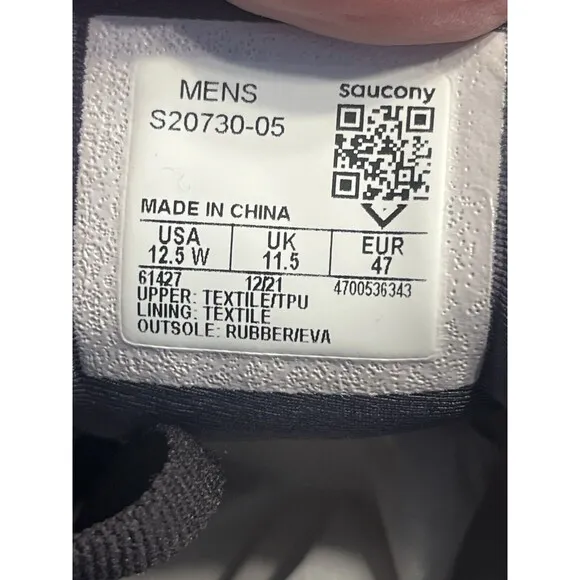 MENS
saucony
S20730-05
MADE IN CHINA
USA UK EUR
12.5 W 11.5 47
61427 12/21 4700536343
UPPER: TEXTILE/TPU
LINING: TEXTILE
OUTSOLE: RUBBER/EVA